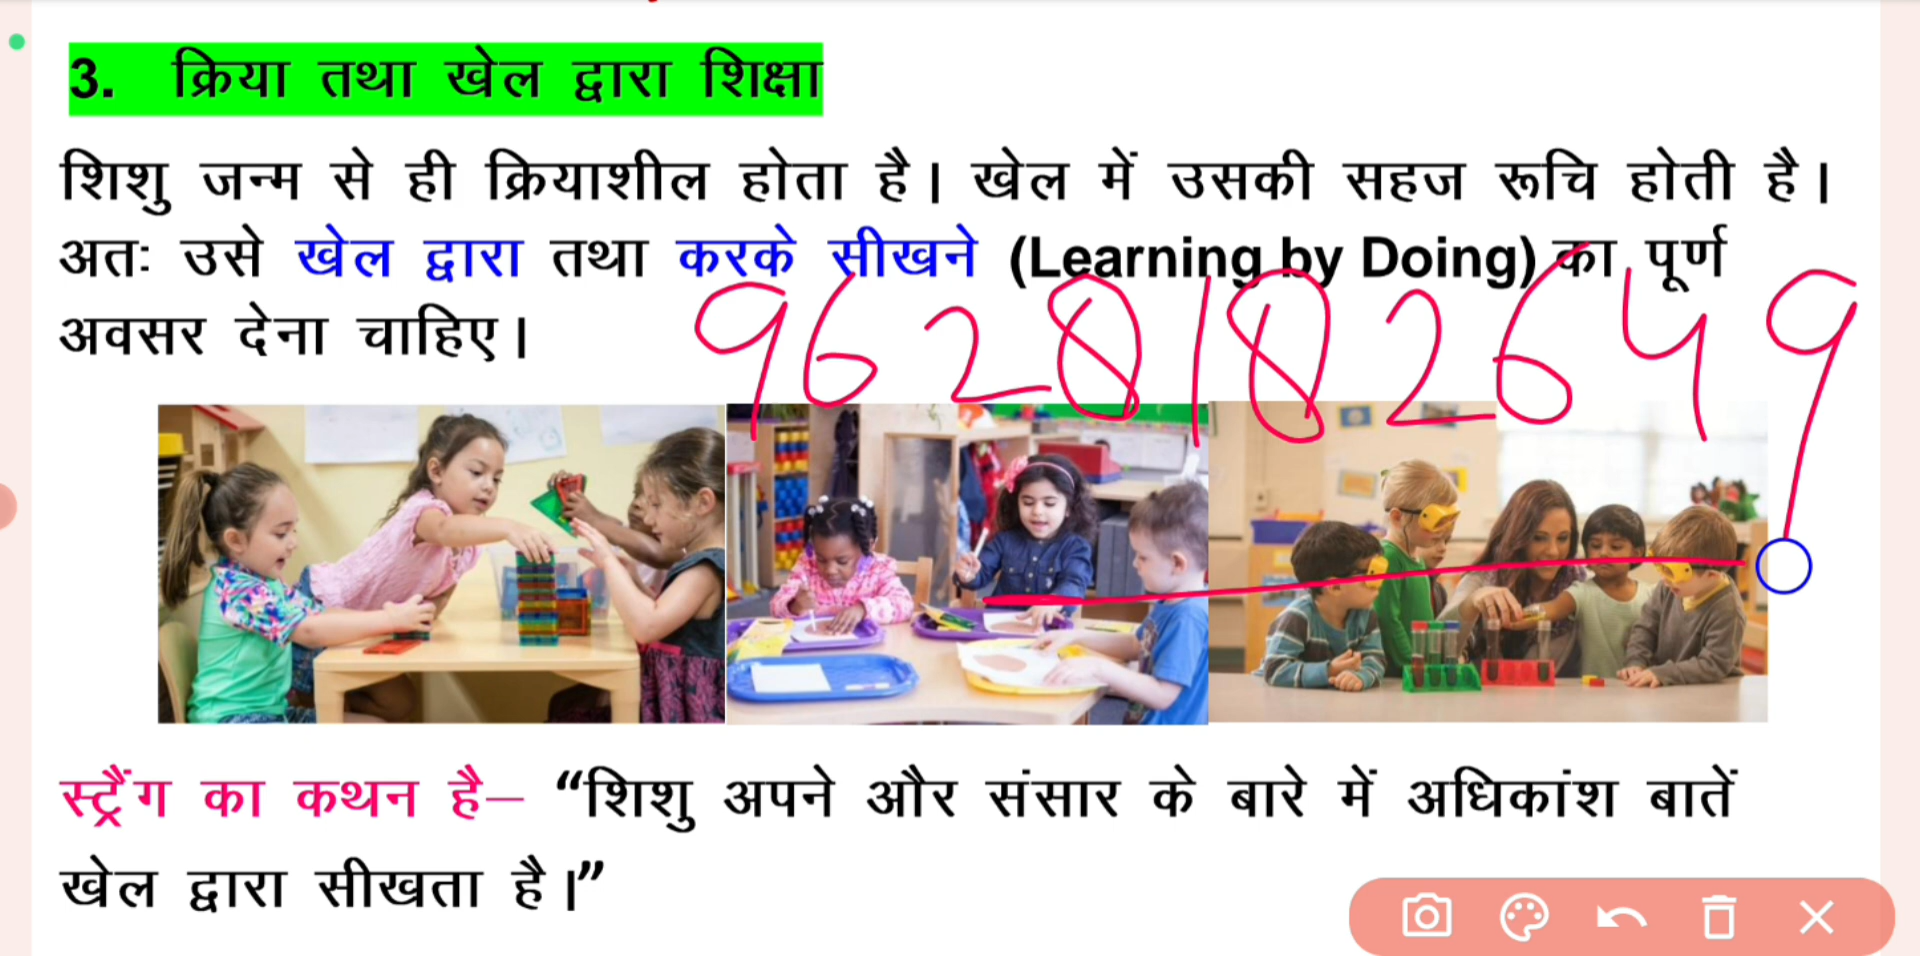 3. क्रिया तथा खेल द्वारा शिक्षा
शिशु जन्म से ही क्रियाशील होता है। खेल में उसकी सहज रूचि होती है।
अतः उसे खेल द्वारा तथा करके सीखने (Learning by Doing) का पूर्ण
अवसर देना चाहिए।
9628182649
स्ट्रैंग का कथन है– “शिशु अपने और संसार के बारे में अधिकांश बातें
खेल द्वारा सीखता है।”